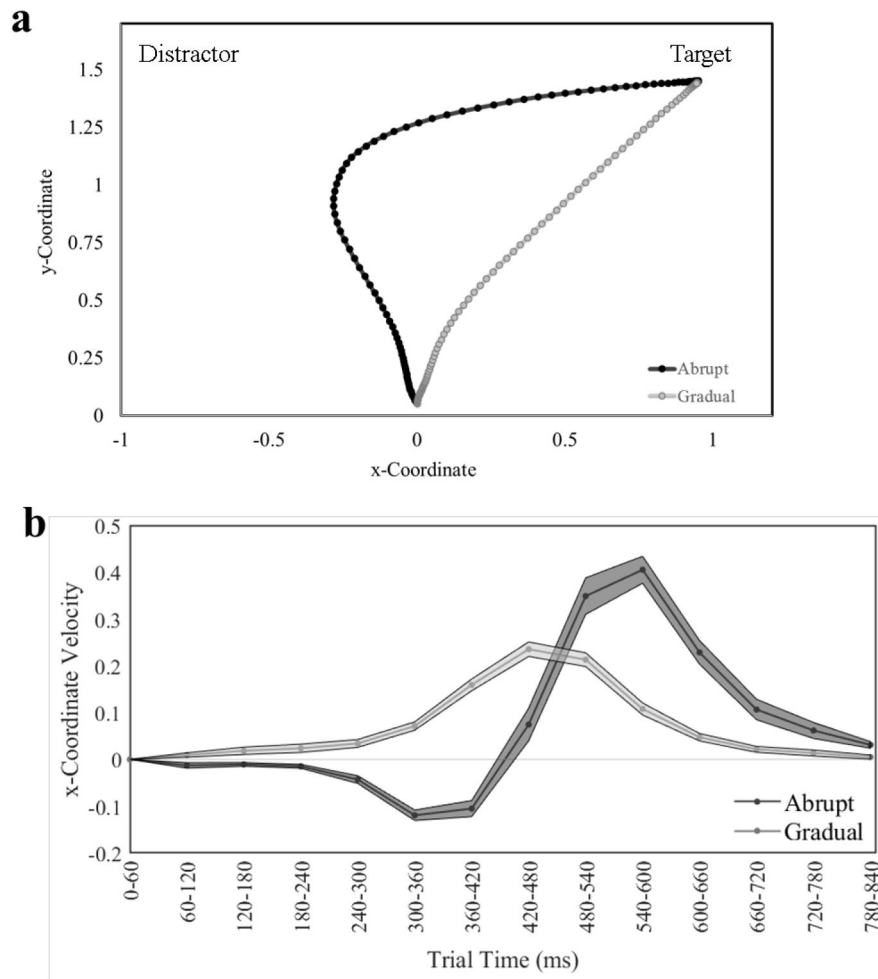 a
Distractor
Target
1.5
1.25
1
0.75
0.5
0.25
0
y-Coordinate
Abrupt
Gradual
-1
-0.5
0
0.5
1
x-Coordinate
b
0.5
0.4
0.3
0.2
0.1
0
-0.1
-0.2
x-Coordinate Velocity
Abrupt
Gradual
0-60
60-120
120-180
180-240
240-300
300-360
360-420
420-480
480-540
540-600
600-660
660-720
720-780
780-840
Trial Time (ms)